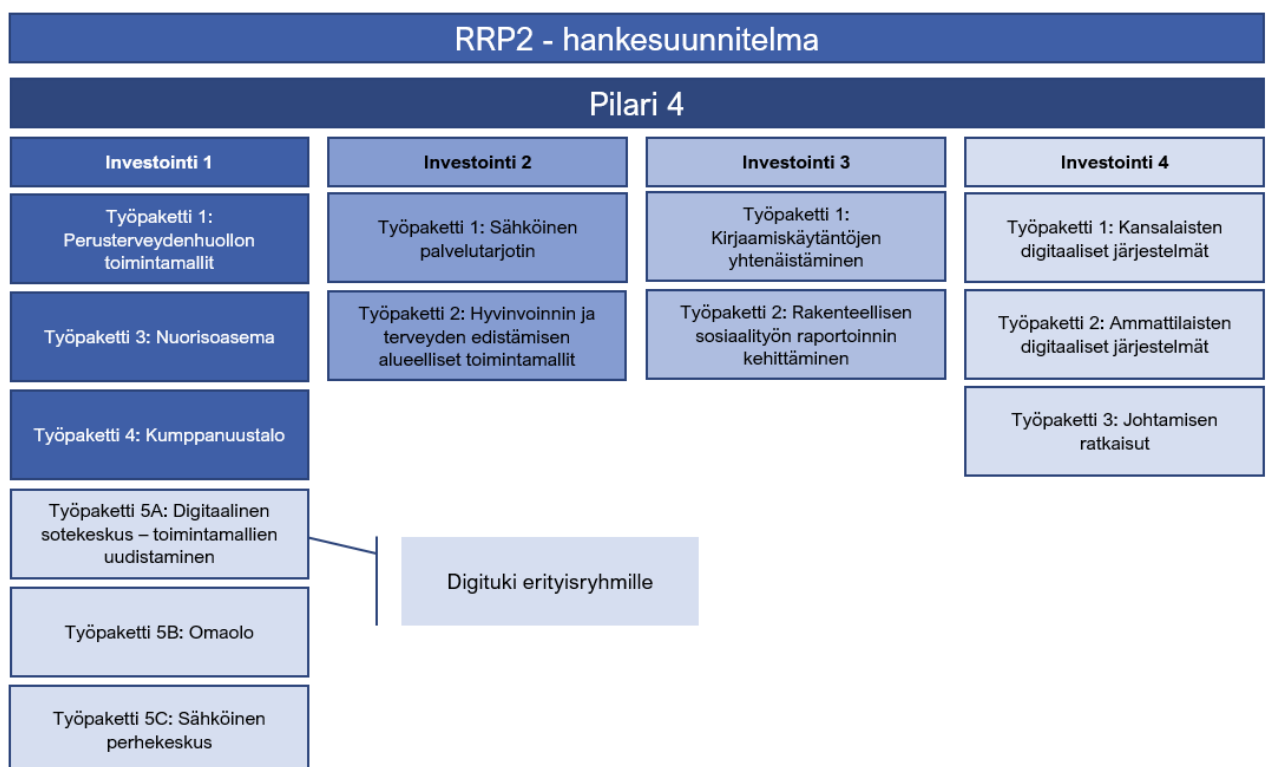 RRP2 - hankesuunnitelma
Pilari 4
Investointi 1
Työpaketti 1:
Perusterveydenhuollon
toimintamallit
Työpaketti 3: Nuorisoasema
Työpaketti 4: Kumppanuustalo
Työpaketti 5A: Digitaalinen
sotekeskus – toimintamallien
uudistaminen
Digituki erityisryhmille
Työpaketti 5B: Omaolo
Työpaketti 5C: Sähköinen
perhekeskus
Investointi 2
Työpaketti 1: Sähköinen
palvelutarjotin
Työpaketti 2: Hyvinvoinnin ja
terveyden edistämisen
alueelliset toimintamallit
Investointi 3
Työpaketti 1:
Kirjaamiskäytäntöjen
yhtenäistäminen
Työpaketti 2: Rakenteellisen
sosiaalityön raportoinnin
kehittäminen
Investointi 4
Työpaketti 1: Kansalaisten
digitaaliset järjestelmät
Työpaketti 2: Ammattilaisten
digitaaliset järjestelmät
Työpaketti 3: Johtamisen
ratkaisut